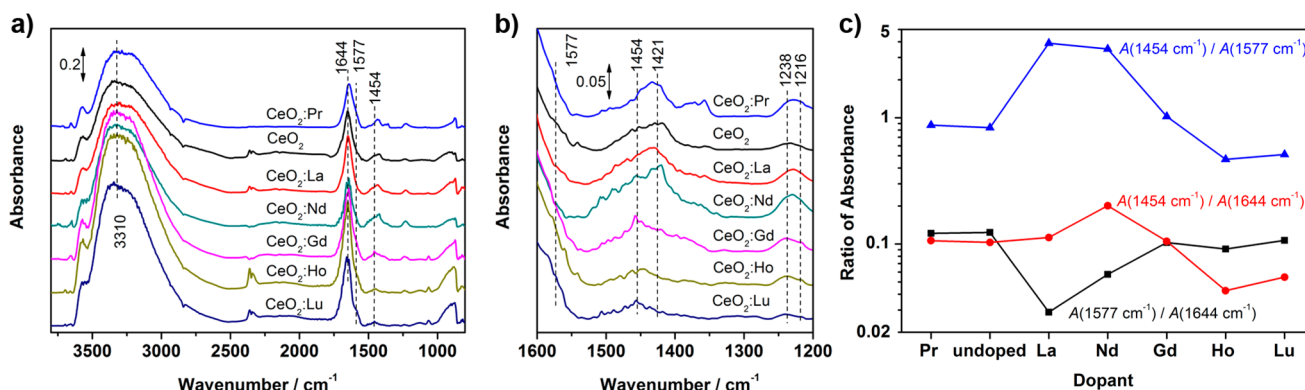 a)
0.2
3310
1644
1577
1454
CeO2:Pr
CeO2
CeO2:La
CeO2:Nd
CeO2:Gd
CeO2:Ho
CeO2:Lu
Absorbance
3500 3000 2500 2000 1500 1000
Wavenumber / cm-1
b)
1577
0.05
1454
1421
1238
1216
CeO2:Pr
CeO2
CeO2:La
CeO2:Nd
CeO2:Gd
CeO2:Ho
CeO2:Lu
Absorbance
1600 1500 1400 1300 1200
Wavenumber / cm-1
c)
5
1
0.1
0.02
Ratio of Absorbance
A(1454 cm-1) / A(1577 cm-1)
A(1454 cm-1) / A(1644 cm-1)
A(1577 cm-1) / A(1644 cm-1)
Pr undoped La Nd Gd Ho Lu
Dopant